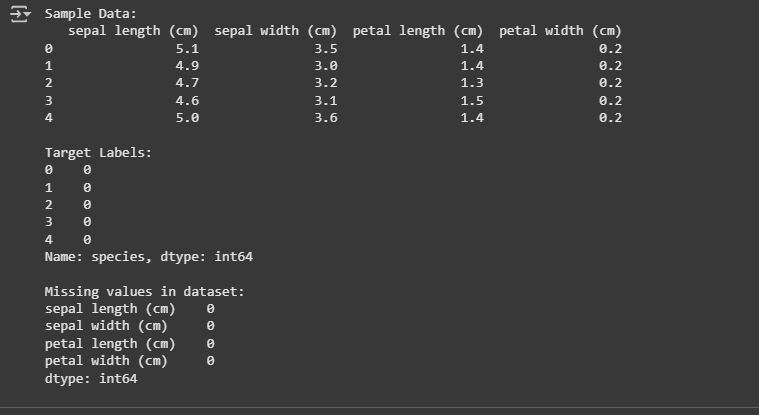 Sample Data:
   sepal length (cm)  sepal width (cm)  petal length (cm)  petal width (cm)
0                5.1               3.5                1.4               0.2
1                4.9               3.0                1.4               0.2
2                4.7               3.2                1.3               0.2
3                4.6               3.1                1.5               0.2
4                5.0               3.6                1.4               0.2

Target Labels:
0    0
1    0
2    0
3    0
4    0
Name: species, dtype: int64

Missing values in dataset:
sepal length (cm)    0
sepal width (cm)     0
petal length (cm)    0
petal width (cm)     0
dtype: int64